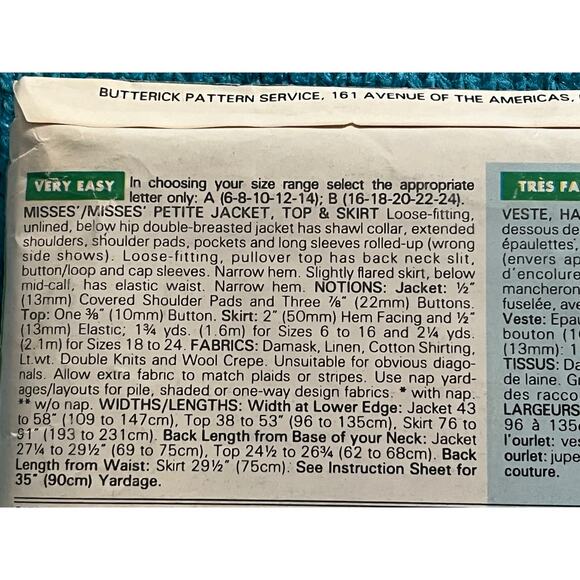 BUTTERICK PATTERN SERVICE, 161 AVENUE OF THE AMERICAS,
VERY EASY In choosing your size range select the appropriate
letter only: A (6-8-10-12-14); B (16-18-20-22-24).
MISSES'/MISSES' PETITE JACKET, TOP & SKIRT Loose-fitting,
unlined, below hip double-breasted jacket has shawl collar, extended
shoulders, shoulder pads, pockets and long sleeves rolled-up (wrong
side shows). Loose-fitting, pullover top has back neck slit,
button/loop and cap sleeves. Narrow hem. Slightly flared skirt, below
mid-calf, has elastic waist. Narrow hem. NOTIONS: Jacket: ½"
(13mm) Covered Shoulder Pads and Three ⅞" (22mm) Buttons.
Top: One ⅜" (10mm) Button. Skirt: 2" (50mm) Hem Facing and ½"
(13mm) Elastic; 1¾ yds. (1.6m) for Sizes 6 to 16 and 2¼ yds.
(2.1m) for Sizes 18 to 24. FABRICS: Damask, Linen, Cotton Shirting,
Lt.wt. Double Knits and Wool Crepe. Unsuitable for obvious diago-
nals. Allow extra fabric to match plaids or stripes. Use nap yard-
ages/layouts for pile, shaded or one-way design fabrics. * with nap.
** w/o nap. WIDTHS/LENGTHS: Width at Lower Edge: Jacket 43
to 58" (109 to 147cm), Top 38 to 53" (96 to 135cm), Skirt 76 to
91" (193 to 231cm). Back Length from Base of your Neck: Jacket
27¼ to 29½" (69 to 75cm), Top 24½ to 26¾ (62 to 68cm). Back
Length from Waist: Skirt 29½" (75cm). See Instruction Sheet for
35" (90cm) Yardage.
TRÈS FA
VESTE, HA
dessous de
épaulettes,
(envers ap
d'encolure
mancheron
fuselée, ave
Veste: Epau
bouton (10
(13mm): 1
TISSUS: Da
de laine. G
des racco
LARGEURS
96 à 135c
l'ourlet: ves
ourlet: jupe
couture.